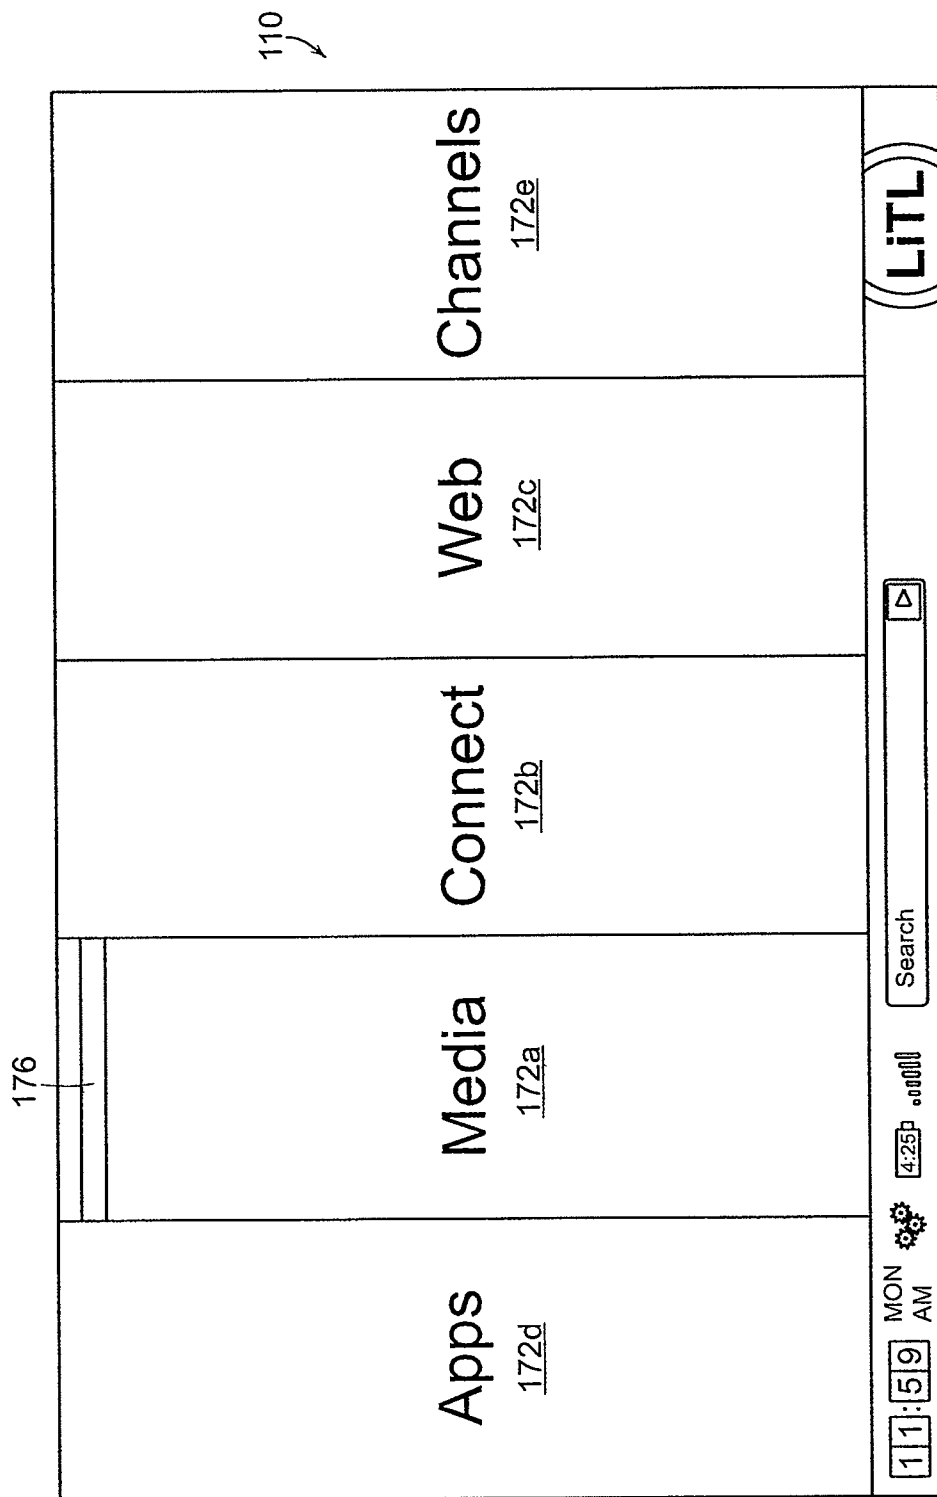 110
176
Apps
172d
Media
172a
Connect
172b
Web
172c
Channels
172e
11:59 MON AM
4:25
Search
LiTL